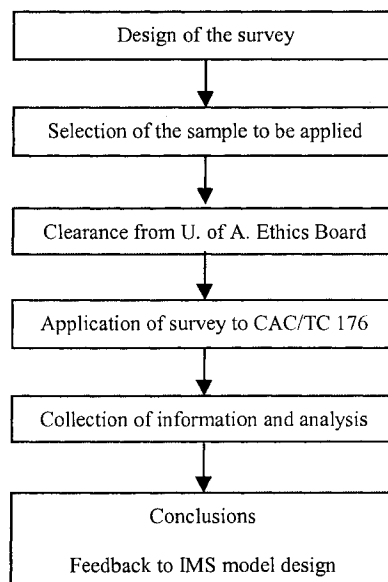 Design of the survey
Selection of the sample to be applied
Clearance from U. of A. Ethics Board
Application of survey to CAC/TC 176
Collection of information and analysis
Conclusions
Feedback to IMS model design